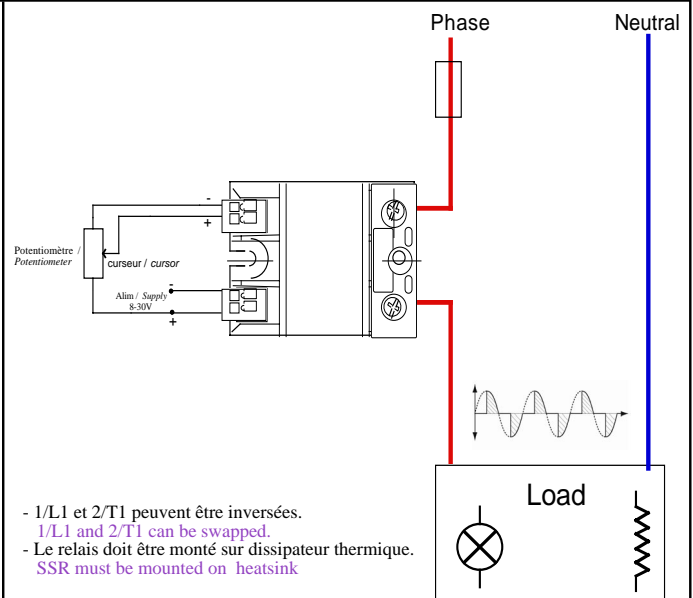 Phase
Neutral
-
+
Potentiomètre /
Potentiometer
curseur / cursor
-
Alim / Supply
8-30V
+
Load
- 1/L1 et 2/T1 peuvent être inversées.
1/L1 and 2/T1 can be swapped.
- Le relais doit être monté sur dissipateur thermique.
SSR must be mounted on heatsink